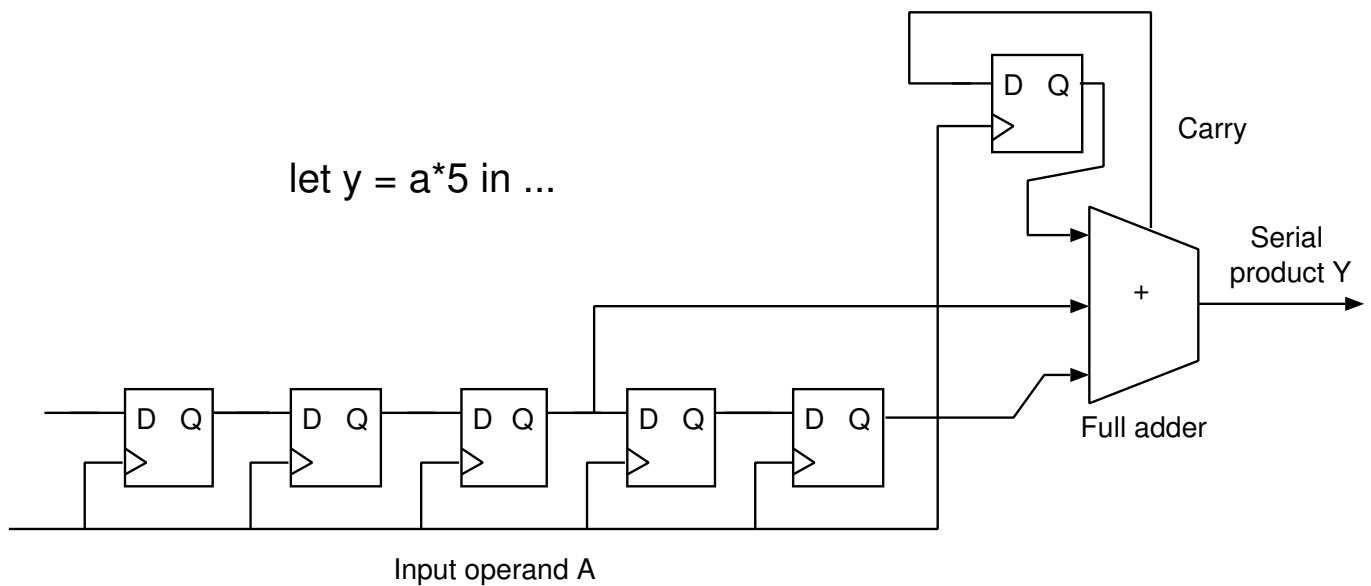 D Q
Carry
let y = a*5 in ...
Serial
product Y
+
D Q
D Q
D Q
D Q
D Q
Full adder
Input operand A